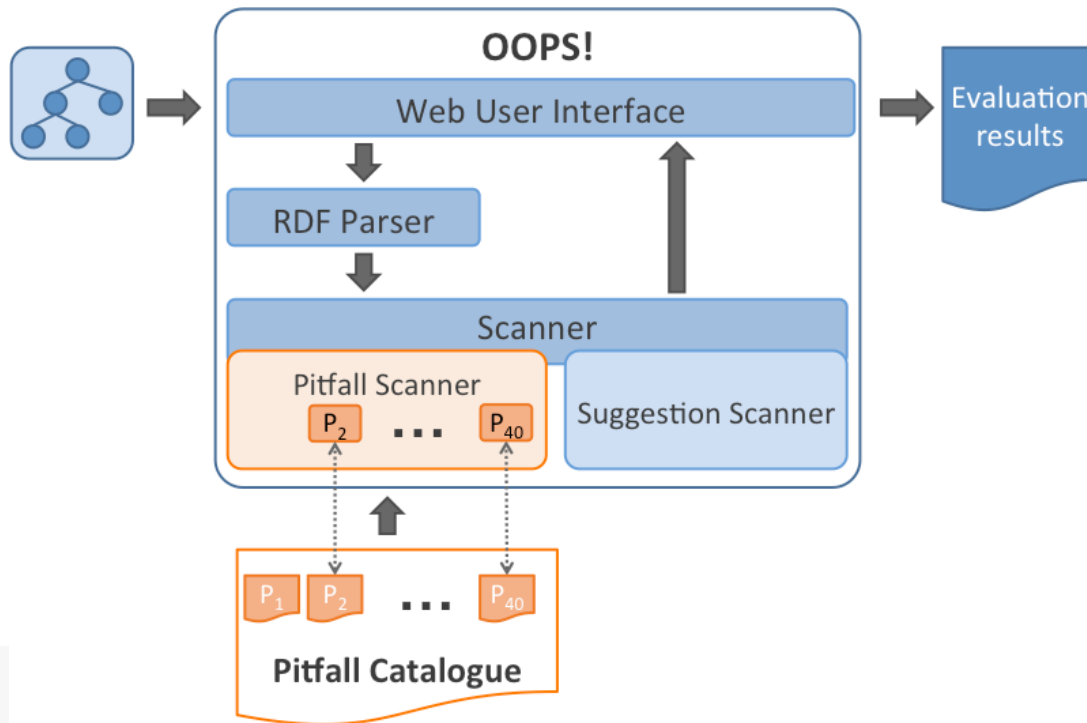 OOPS!
Web User Interface
Evaluation
results
RDF Parser
Scanner
Pitfall Scanner
P2 ... P40
Suggestion Scanner
P1 P2 ... P40
Pitfall Catalogue